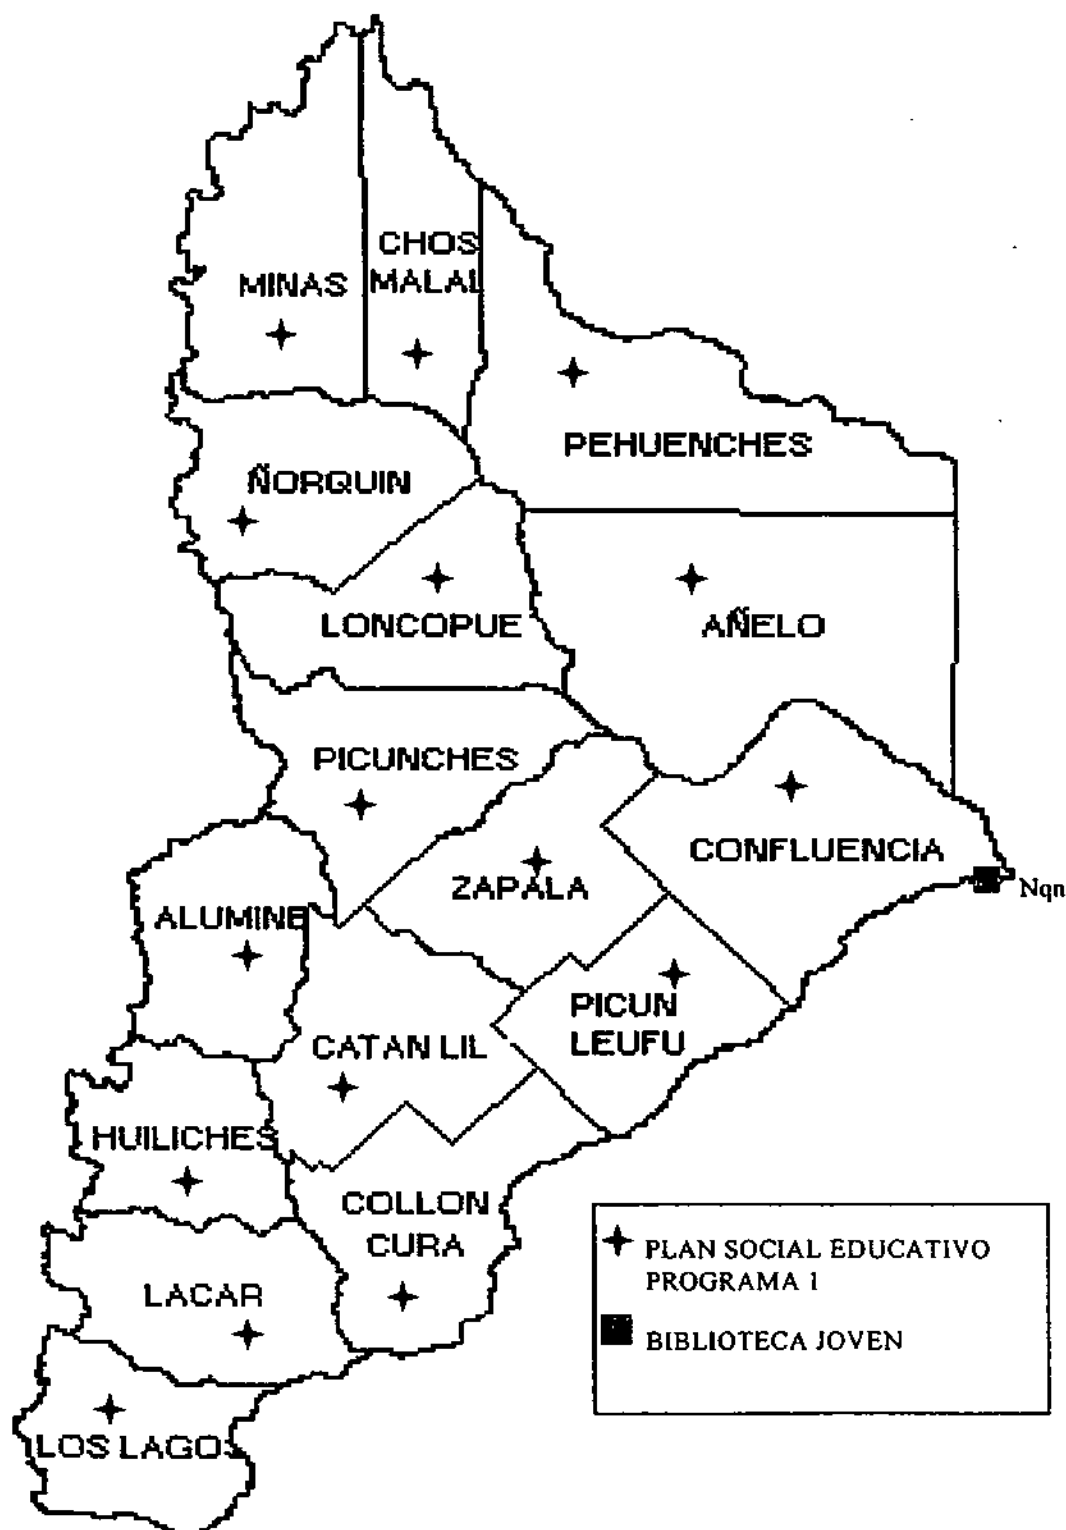 CHOS
MALAL
MINAS
PEHUENCHES
ÑORQUIN
LONCOPUE
AÑELO
PICUNCHES
CONFLUENCIA
ZAPALA
Nqn
ALUMINE
PICUN
LEUFU
CATAN LIL
HUILICHES
COLLON
CURA
LACAR
LOS LAGOS
PLAN SOCIAL EDUCATIVO
PROGRAMA 1
BIBLIOTECA JOVEN